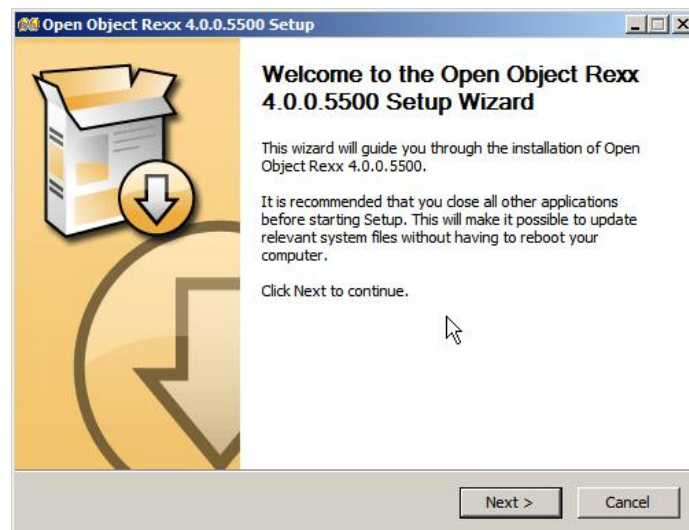 Open Object Rexx 4.0.0.5500 Setup
Welcome to the Open Object Rexx
4.0.0.5500 Setup Wizard
This wizard will guide you through the installation of Open
Object Rexx 4.0.0.5500.
It is recommended that you close all other applications
before starting Setup. This will make it possible to update
relevant system files without having to reboot your
computer.
Click Next to continue.
Next >
Cancel